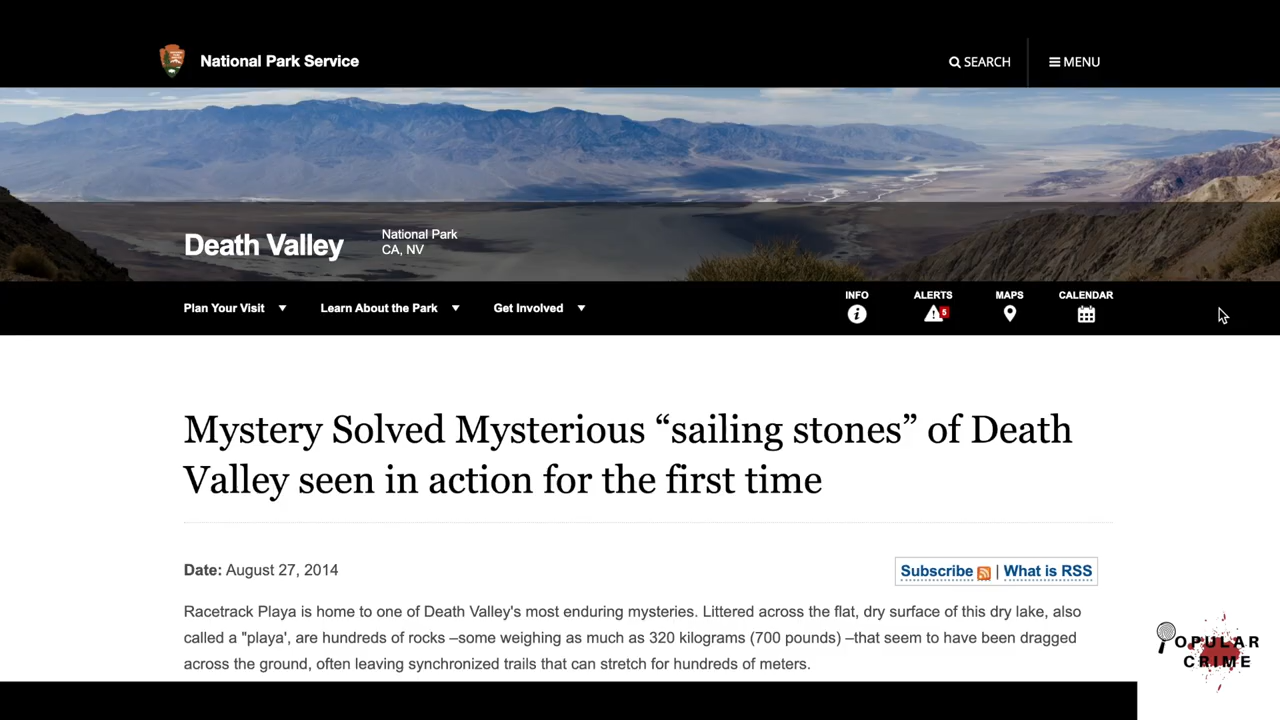 National Park Service
SEARCH
MENU
Death Valley
National Park
CA, NV
Plan Your Visit
Learn About the Park
Get Involved
INFO
ALERTS
5
MAPS
CALENDAR
Mystery Solved Mysterious “sailing stones” of Death
Valley seen in action for the first time
Date: August 27, 2014
Subscribe | What is RSS
Racetrack Playa is home to one of Death Valley's most enduring mysteries. Littered across the flat, dry surface of this dry lake, also
called a "playa', are hundreds of rocks –some weighing as much as 320 kilograms (700 pounds) –that seem to have been dragged
across the ground, often leaving synchronized trails that can stretch for hundreds of meters.
POPULAR
CRIME